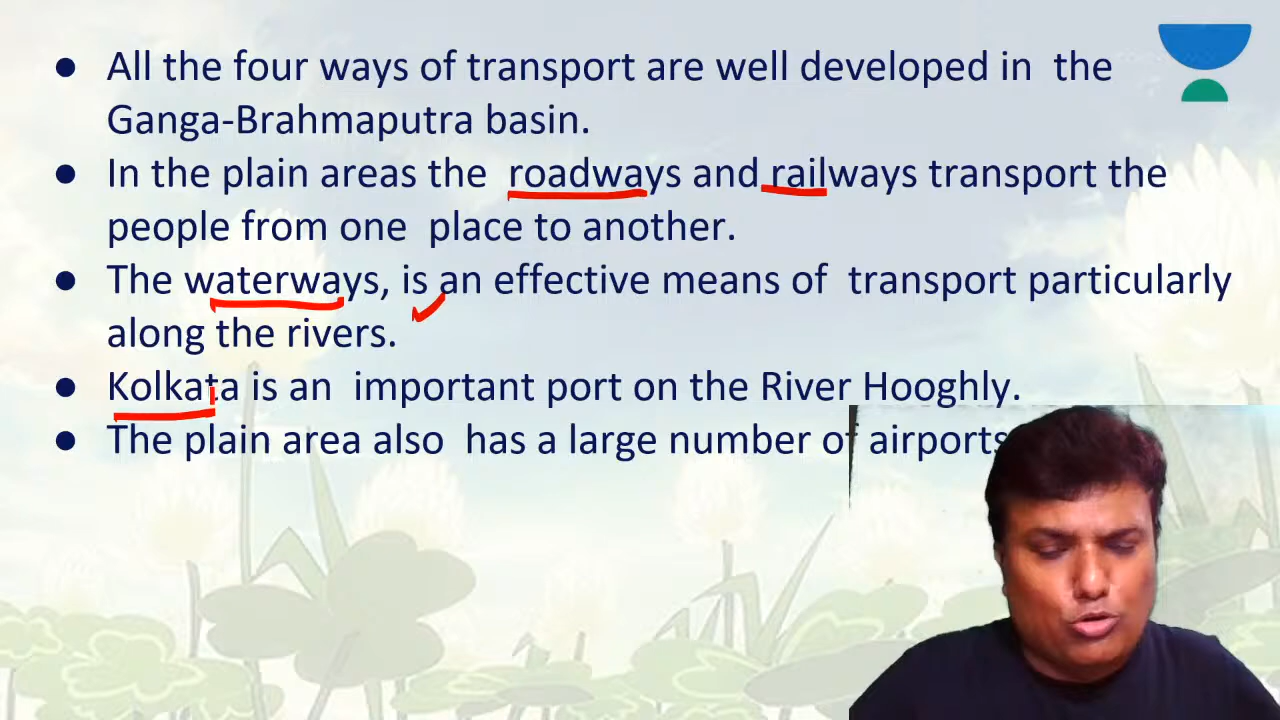 ● All the four ways of transport are well developed in the
Ganga-Brahmaputra basin.
● In the plain areas the roadways and railways transport the
people from one place to another.
● The waterways, is an effective means of transport particularly
along the rivers.
● Kolkata is an important port on the River Hooghly.
● The plain area also has a large number of airports